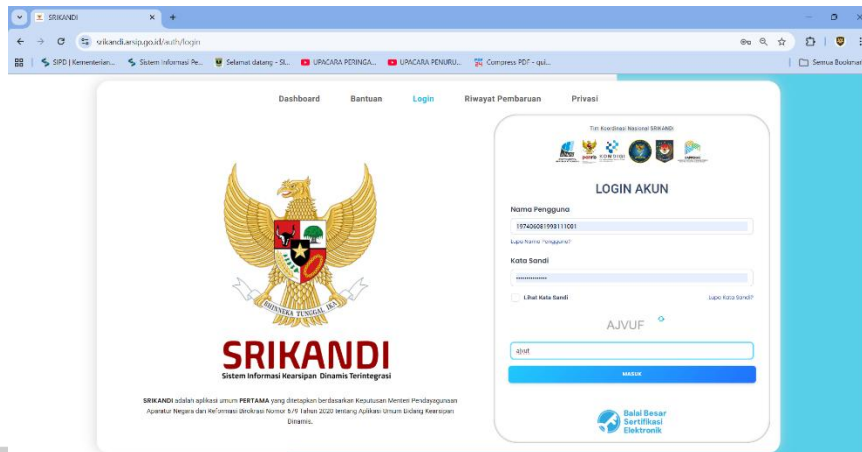 SRIKANDI
srikandi.arsip.go.id/auth/login
SIPD | Kementerian... Sistem Informasi Pe... Selamat datang - Si... UPACARA PERINGA... UPACARA PENURU... Compress PDF - qui... Semua Bookmar
Dashboard Bantuan Login Riwayat Pembaruan Privasi
Tim Koordinasi Nasional SRIKANDI
LOGIN AKUN
Nama Pengguna
Lupa Nama Pengguna?
Kata Sandi
Lihat Kata Sandi Lupa Kata Sandi?
AJVUF
MASUK
Balai Besar
Sertifikasi
Elektronik
BHINNEKA TUNGGAL IKA
SRIKANDI
Sistem Informasi Kearsipan Dinamis Terintegrasi
SRIKANDI adalah aplikasi umum PERTAMA yang ditetapkan berdasarkan Keputusan Menteri Pendayagunaan
Aparatur Negara dan Reformasi Birokrasi Nomor 679 Tahun 2020 tentang Aplikasi Umum Bidang Kearsipan
Dinamis.